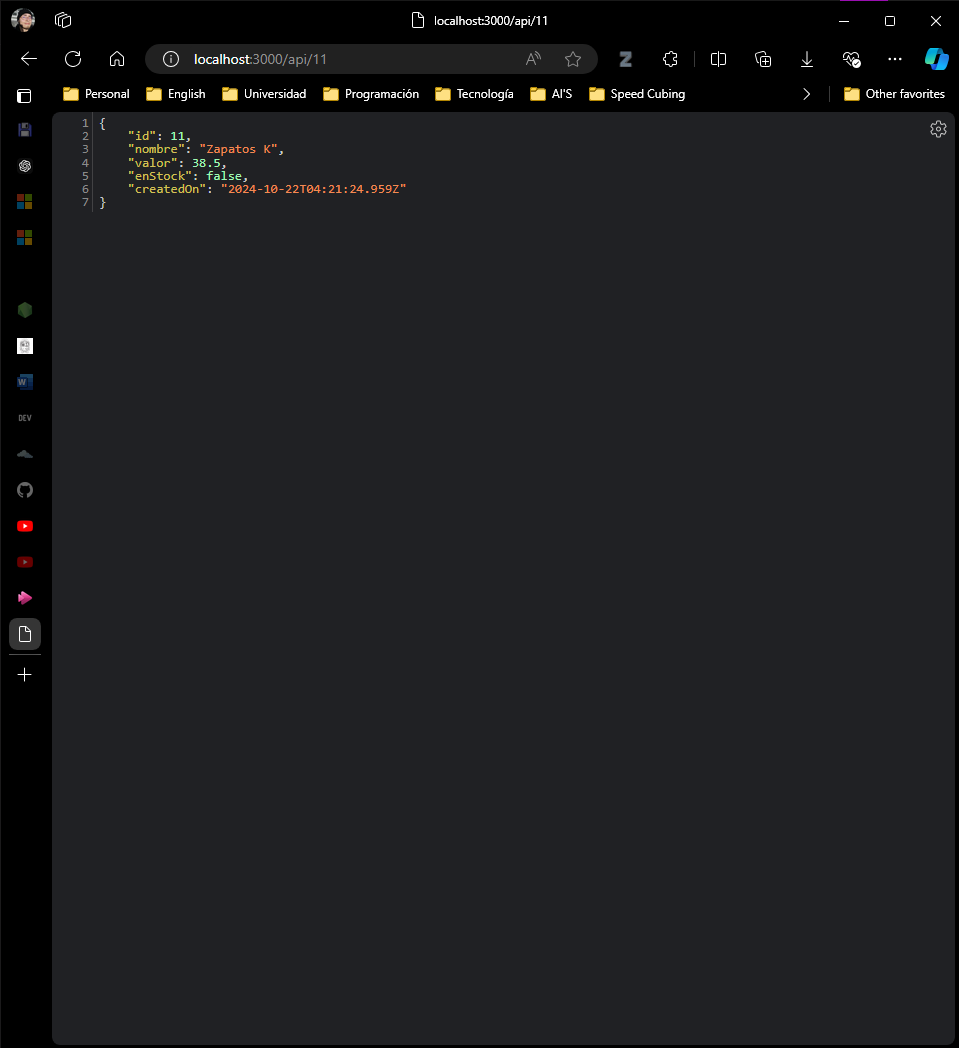 localhost:3000/api/11
localhost:3000/api/11
Personal English Universidad Programación Tecnología AI'S Speed Cubing Other favorites
1 {
2 "id": 11,
3 "nombre": "Zapatos K",
4 "valor": 38.5,
5 "enStock": false,
6 "createdOn": "2024-10-22T04:21:24.959Z"
7 }
DEV